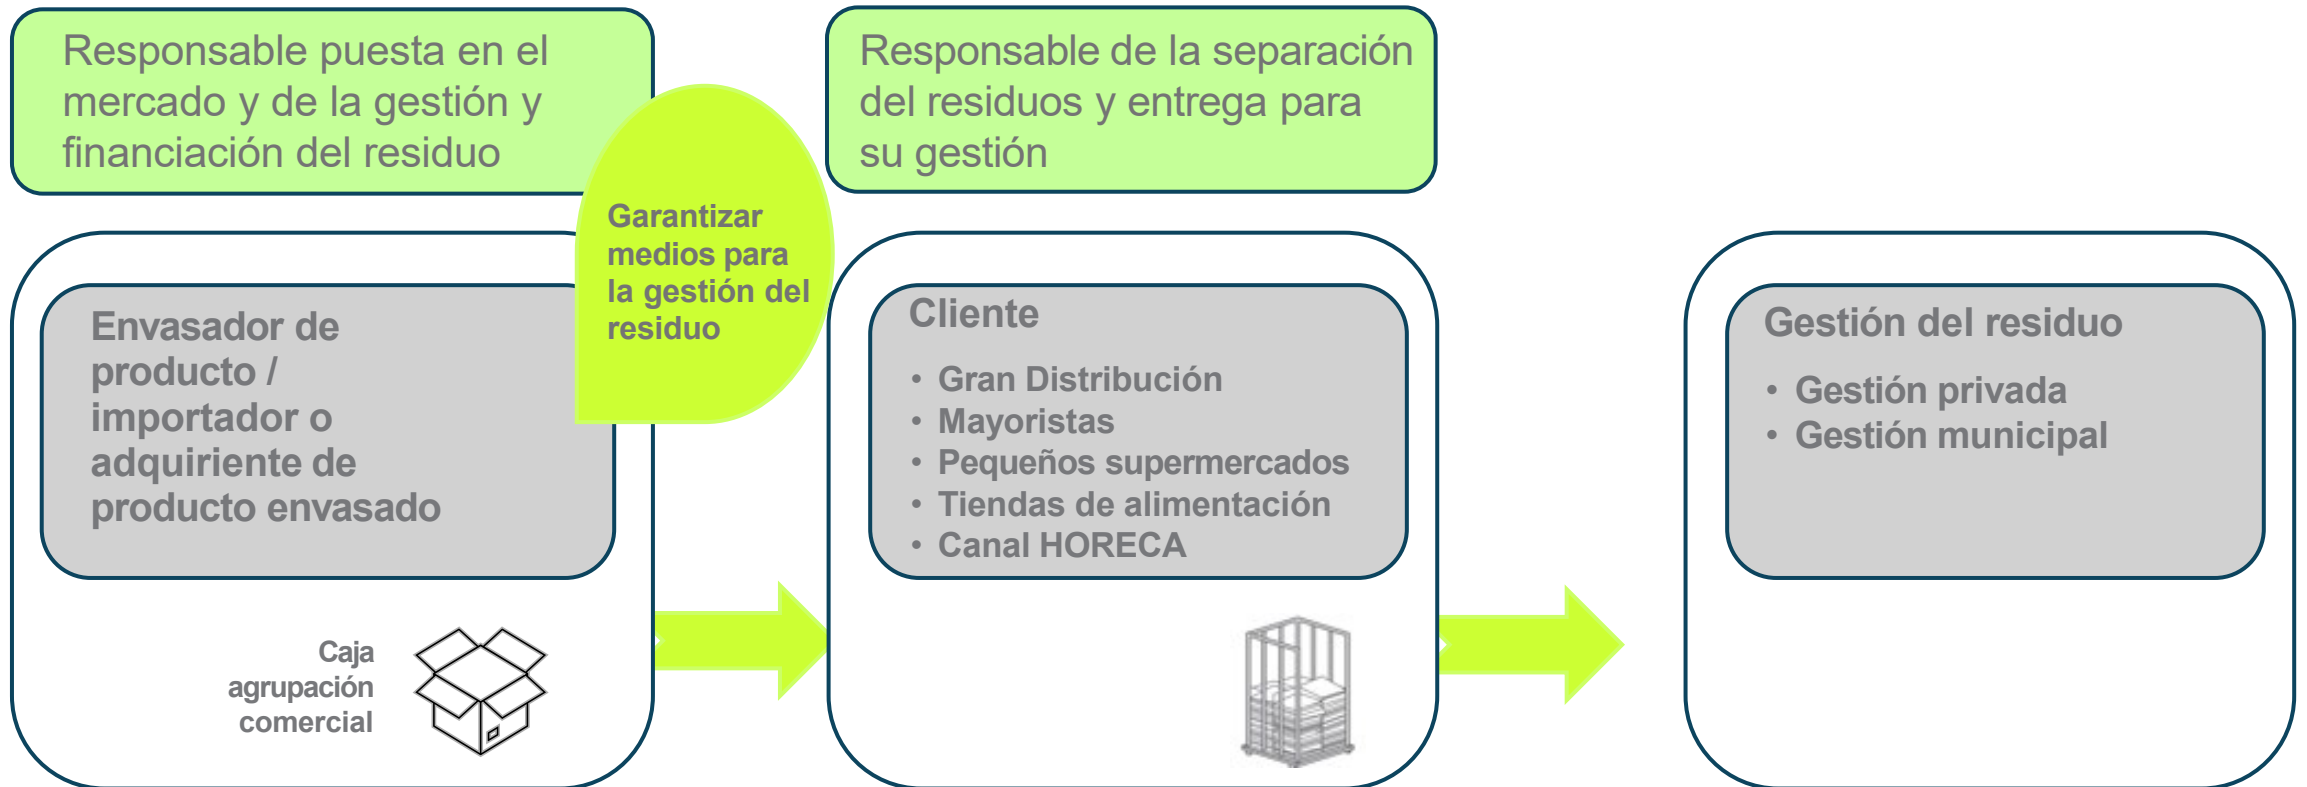 Responsable puesta en el
mercado y de la gestión y
financiación del residuo
Garantizar
medios para
la gestión del
residuo
Responsable de la separación
del residuos y entrega para
su gestión
Envasador de
producto /
importador o
adquiriente de
producto envasado
Caja
agrupación
comercial
Cliente
• Gran Distribución
• Mayoristas
• Pequeños supermercados
• Tiendas de alimentación
• Canal HORECA
Gestión del residuo
• Gestión privada
• Gestión municipal